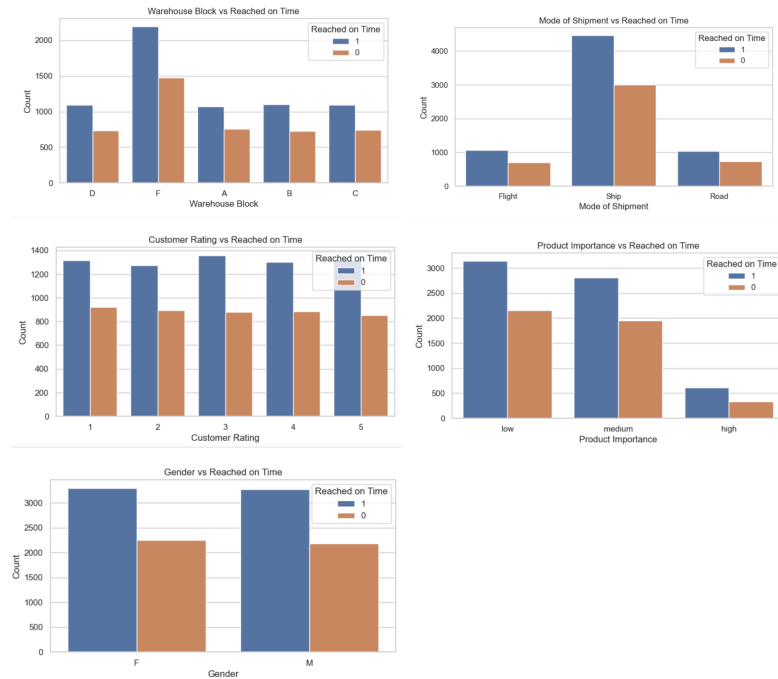 Warehouse Block vs Reached on Time
Reached on Time
1
0
2000
1500
1000
500
0
Count
D F A B C
Warehouse Block
Mode of Shipment vs Reached on Time
Reached on Time
1
0
4000
3000
2000
1000
0
Count
Flight Ship Road
Mode of Shipment
Customer Rating vs Reached on Time
Reached on Time
1
0
1400
1200
1000
800
600
400
200
0
Count
1 2 3 4 5
Customer Rating
Product Importance vs Reached on Time
Reached on Time
1
0
3000
2500
2000
1500
1000
500
0
Count
low medium high
Product Importance
Gender vs Reached on Time
Reached on Time
1
0
3000
2500
2000
1500
1000
500
0
Count
F M
Gender